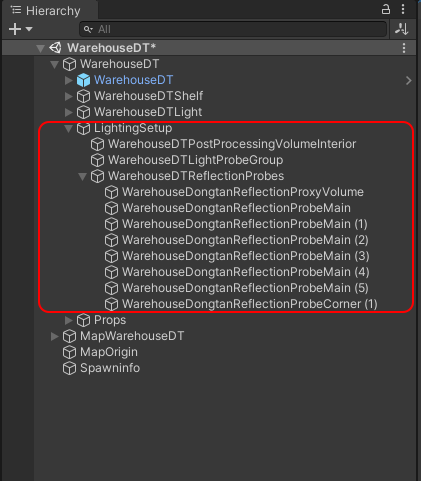 Hierarchy
All
WarehouseDT*
WarehouseDT
WarehouseDT
WarehouseDTShelf
WarehouseDTLight
LightingSetup
WarehouseDTPostProcessingVolumeInterior
WarehouseDTLightProbeGroup
WarehouseDTReflectionProbes
WarehouseDongtanReflectionProxyVolume
WarehouseDongtanReflectionProbeMain
WarehouseDongtanReflectionProbeMain (1)
WarehouseDongtanReflectionProbeMain (2)
WarehouseDongtanReflectionProbeMain (3)
WarehouseDongtanReflectionProbeMain (4)
WarehouseDongtanReflectionProbeMain (5)
WarehouseDongtanReflectionProbeCorner (1)
Props
MapWarehouseDT
MapOrigin
Spawninfo